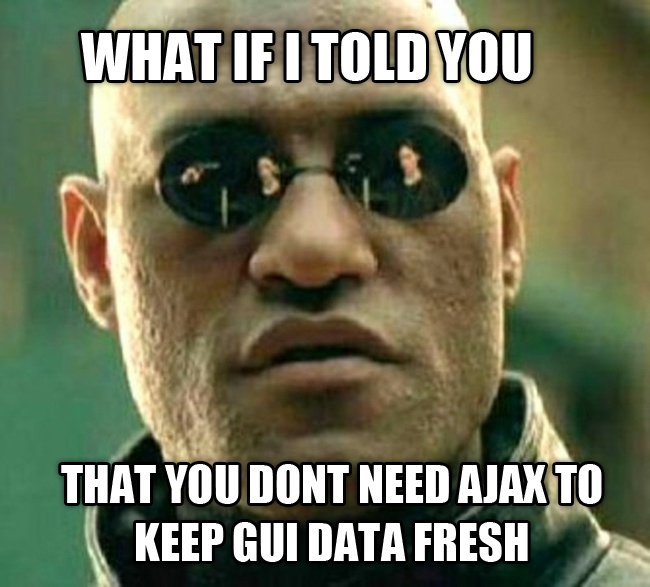 WHAT IF I TOLD YOU
THAT YOU DONT NEED AJAX TO
KEEP GUI DATA FRESH